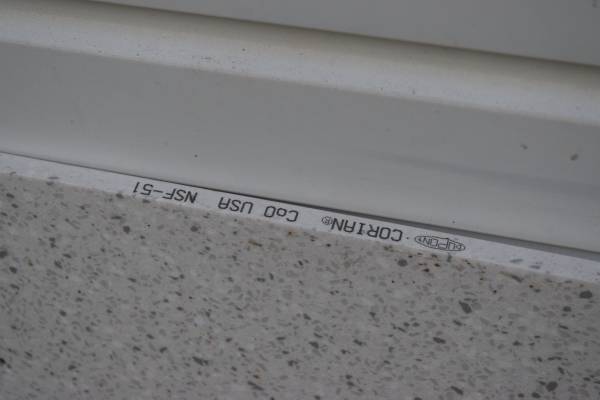 DUPONT CORIAN® CoO USA NSF-51